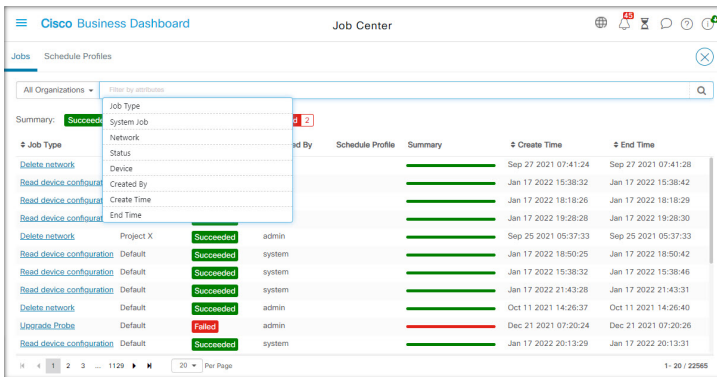 45
Cisco Business Dashboard
Job Center
Jobs Schedule Profiles
All Organizations Filter by attributes
Job Type
System Job
Network
Status
Device
Created By
Create Time
End Time
Summary: Succeede d 2
Job Type ed By Schedule Profile Summary Create Time End Time
Delete network Sep 27 2021 07:41:24 Sep 27 2021 07:41:28
Read device configurat Jan 17 2022 15:38:32 Jan 17 2022 15:38:42
Read device configurat Jan 17 2022 18:18:26 Jan 17 2022 18:18:29
Read device configurat Jan 17 2022 19:28:28 Jan 17 2022 19:28:30
Delete network Project X Succeeded admin Sep 25 2021 05:37:33 Sep 25 2021 05:37:33
Read device configuration Default Succeeded system Jan 17 2022 18:50:25 Jan 17 2022 18:50:42
Read device configuration Default Succeeded system Jan 17 2022 15:38:32 Jan 17 2022 15:38:46
Read device configuration Default Succeeded system Jan 17 2022 21:43:28 Jan 17 2022 21:43:31
Delete network Default Succeeded admin Oct 11 2021 14:26:37 Oct 11 2021 14:26:40
Upgrade Probe Default Failed admin Dec 21 2021 07:20:24 Dec 21 2021 07:20:26
Read device configuration Default Succeeded system Jan 17 2022 20:13:29 Jan 17 2022 20:13:31
1 2 3 ... 1129 20 Per Page 1- 20 / 22565